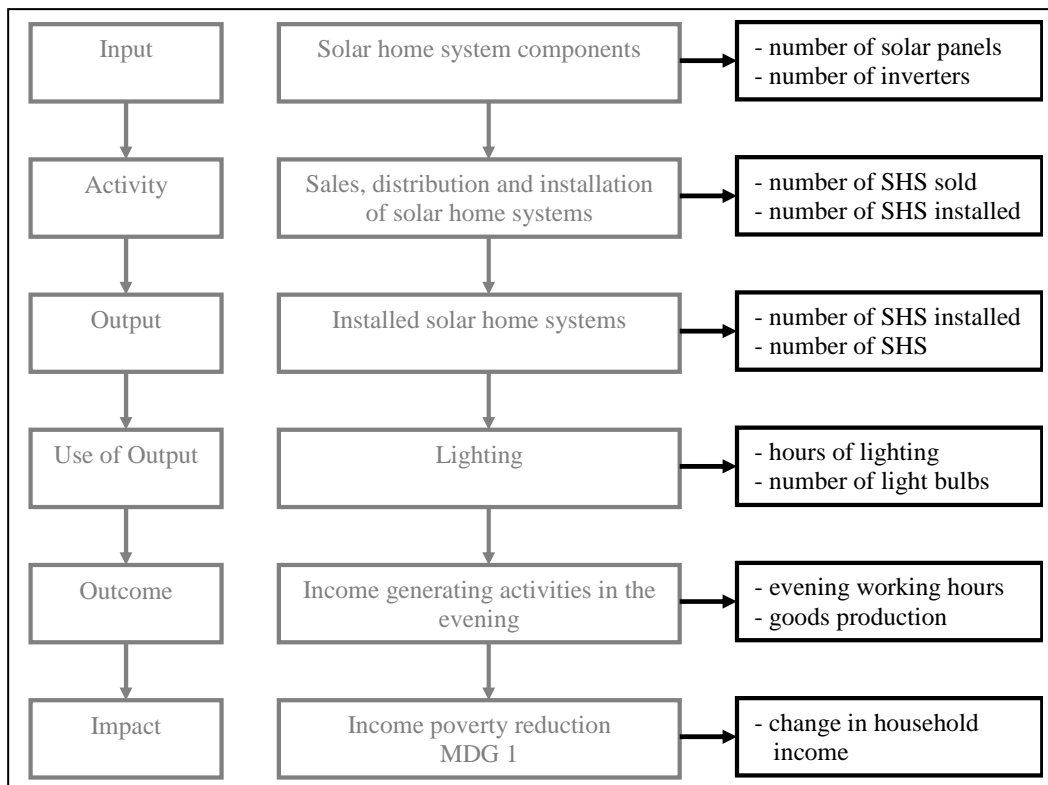 Input
Solar home system components
- number of solar panels
- number of inverters
Activity
Sales, distribution and installation
of solar home systems
- number of SHS sold
- number of SHS installed
Output
Installed solar home systems
- number of SHS installed
- number of SHS
Use of Output
Lighting
- hours of lighting
- number of light bulbs
Outcome
Income generating activities in the
evening
- evening working hours
- goods production
Impact
Income poverty reduction
MDG 1
- change in household
income